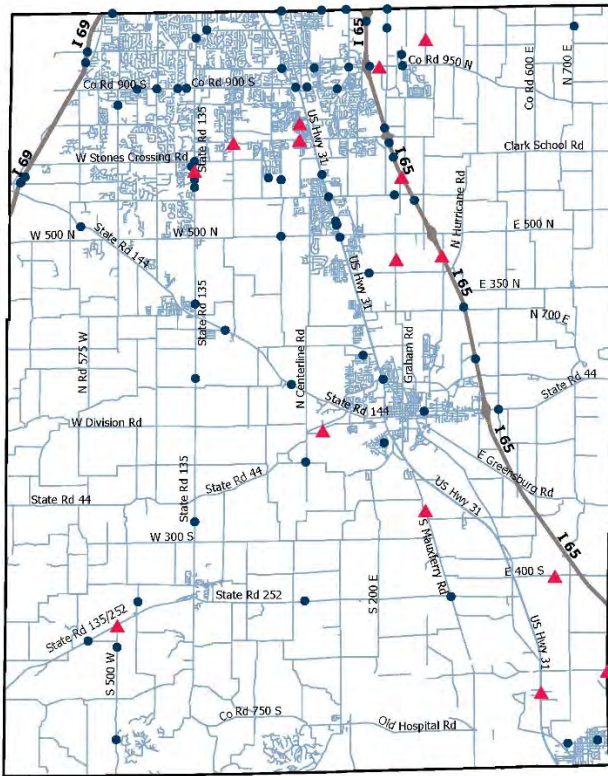 I 69
I 65
Co Rd 950 N
Co Rd 600 E
N 700 E
Co Rd 900 S
Co Rd 900 S
State Rd 135
US Hwy 31
Clark School Rd
W Stones Crossing Rd
I 69
I 65
N Hurricane Rd
E 500 N
W 500 N
W 500 N
State Rd 144
US Hwy 31
I 65
E 350 N
N 700 E
State Rd 135
N Rd 575 W
N Centerline Rd
Graham Rd
State Rd 44
State Rd 144
W Division Rd
I 65
E Greensburg Rd
State Rd 44
State Rd 44
State Rd 135
US Hwy 31
W 300 S
S Mauxferry Rd
I 65
E 400 S
S 200 E
State Rd 252
State Rd 135/252
US Hwy 31
S 500 W
Co Rd 750 S
Old Hospital Rd